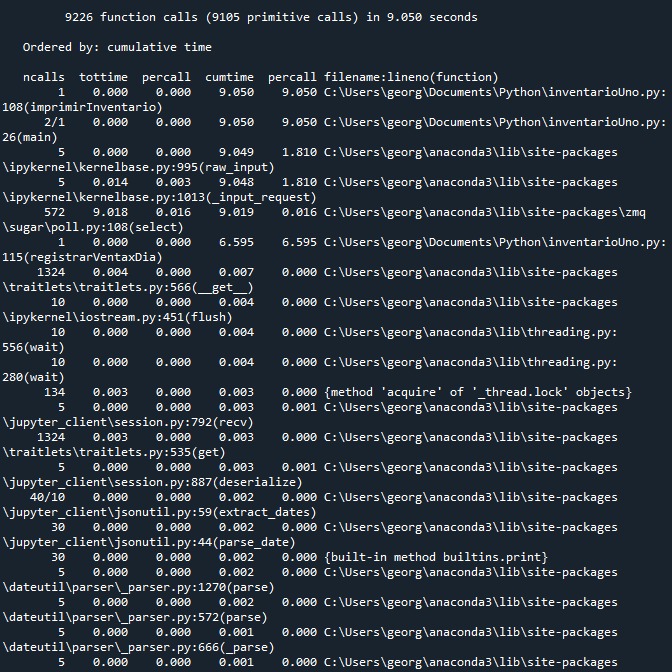 9226 function calls (9105 primitive calls) in 9.050 seconds
Ordered by: cumulative time
ncalls tottime percall cumtime percall filename:lineno(function)
1 0.000 0.000 9.050 9.050 C:\Users\georg\Documents\Python\inventarioUno.py:
108(imprimirInventario)
2/1 0.000 0.000 9.050 9.050 C:\Users\georg\Documents\Python\inventarioUno.py:
26(main)
5 0.000 0.000 9.049 1.810 C:\Users\georg\anaconda3\lib\site-packages
\ipykernel\kernelbase.py:995(raw_input)
5 0.014 0.003 9.048 1.810 C:\Users\georg\anaconda3\lib\site-packages
\ipykernel\kernelbase.py:1013(_input_request)
572 9.018 0.016 9.019 0.016 C:\Users\georg\anaconda3\lib\site-packages\zmq
\sugar\poll.py:108(select)
1 0.000 0.000 6.595 6.595 C:\Users\georg\Documents\Python\inventarioUno.py:
115(registrarVentaxDia)
1324 0.004 0.000 0.007 0.000 C:\Users\georg\anaconda3\lib\site-packages
\traitlets\traitlets.py:566(__get__)
10 0.000 0.000 0.004 0.000 C:\Users\georg\anaconda3\lib\site-packages
\ipykernel\iostream.py:451(flush)
10 0.000 0.000 0.004 0.000 C:\Users\georg\anaconda3\lib\threading.py:
556(wait)
10 0.000 0.000 0.004 0.000 C:\Users\georg\anaconda3\lib\threading.py:
280(wait)
134 0.003 0.000 0.003 0.000 {method 'acquire' of '_thread.lock' objects}
5 0.000 0.000 0.003 0.001 C:\Users\georg\anaconda3\lib\site-packages
\jupyter_client\session.py:792(recv)
1324 0.003 0.000 0.003 0.000 C:\Users\georg\anaconda3\lib\site-packages
\traitlets\traitlets.py:535(get)
5 0.000 0.000 0.003 0.001 C:\Users\georg\anaconda3\lib\site-packages
\jupyter_client\session.py:887(deserialize)
40/10 0.000 0.000 0.002 0.000 C:\Users\georg\anaconda3\lib\site-packages
\jupyter_client\jsonutil.py:59(extract_dates)
30 0.000 0.000 0.002 0.000 C:\Users\georg\anaconda3\lib\site-packages
\jupyter_client\jsonutil.py:44(parse_date)
30 0.000 0.000 0.002 0.000 {built-in method builtins.print}
5 0.000 0.000 0.002 0.000 C:\Users\georg\anaconda3\lib\site-packages
\dateutil\parser\_parser.py:1270(parse)
5 0.000 0.000 0.002 0.000 C:\Users\georg\anaconda3\lib\site-packages
\dateutil\parser\_parser.py:572(parse)
5 0.000 0.000 0.001 0.000 C:\Users\georg\anaconda3\lib\site-packages
\dateutil\parser\_parser.py:666(_parse)
5 0.000 0.000 0.001 0.000 C:\Users\georg\anaconda3\lib\site-packages